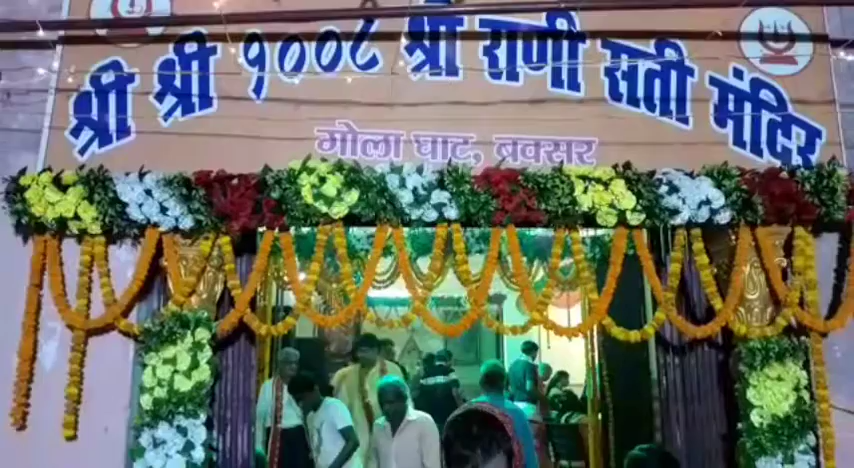 श्री श्री १००८ श्री राणी सती मंदिर
गोला घाट, बक्सर